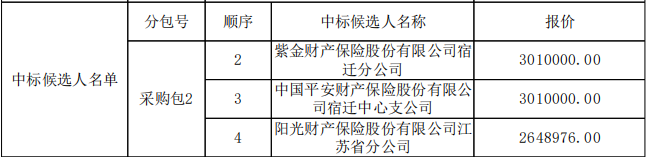 分包号 顺序 中标候选人名称 报价
中标候选人名单
采购包2
2 紫金财产保险股份有限公司宿
迁分公司 3010000.00
3 中国平安财产保险股份有限公
司宿迁中心支公司 3010000.00
4 阳光财产保险股份有限公司江
苏省分公司 2648976.00